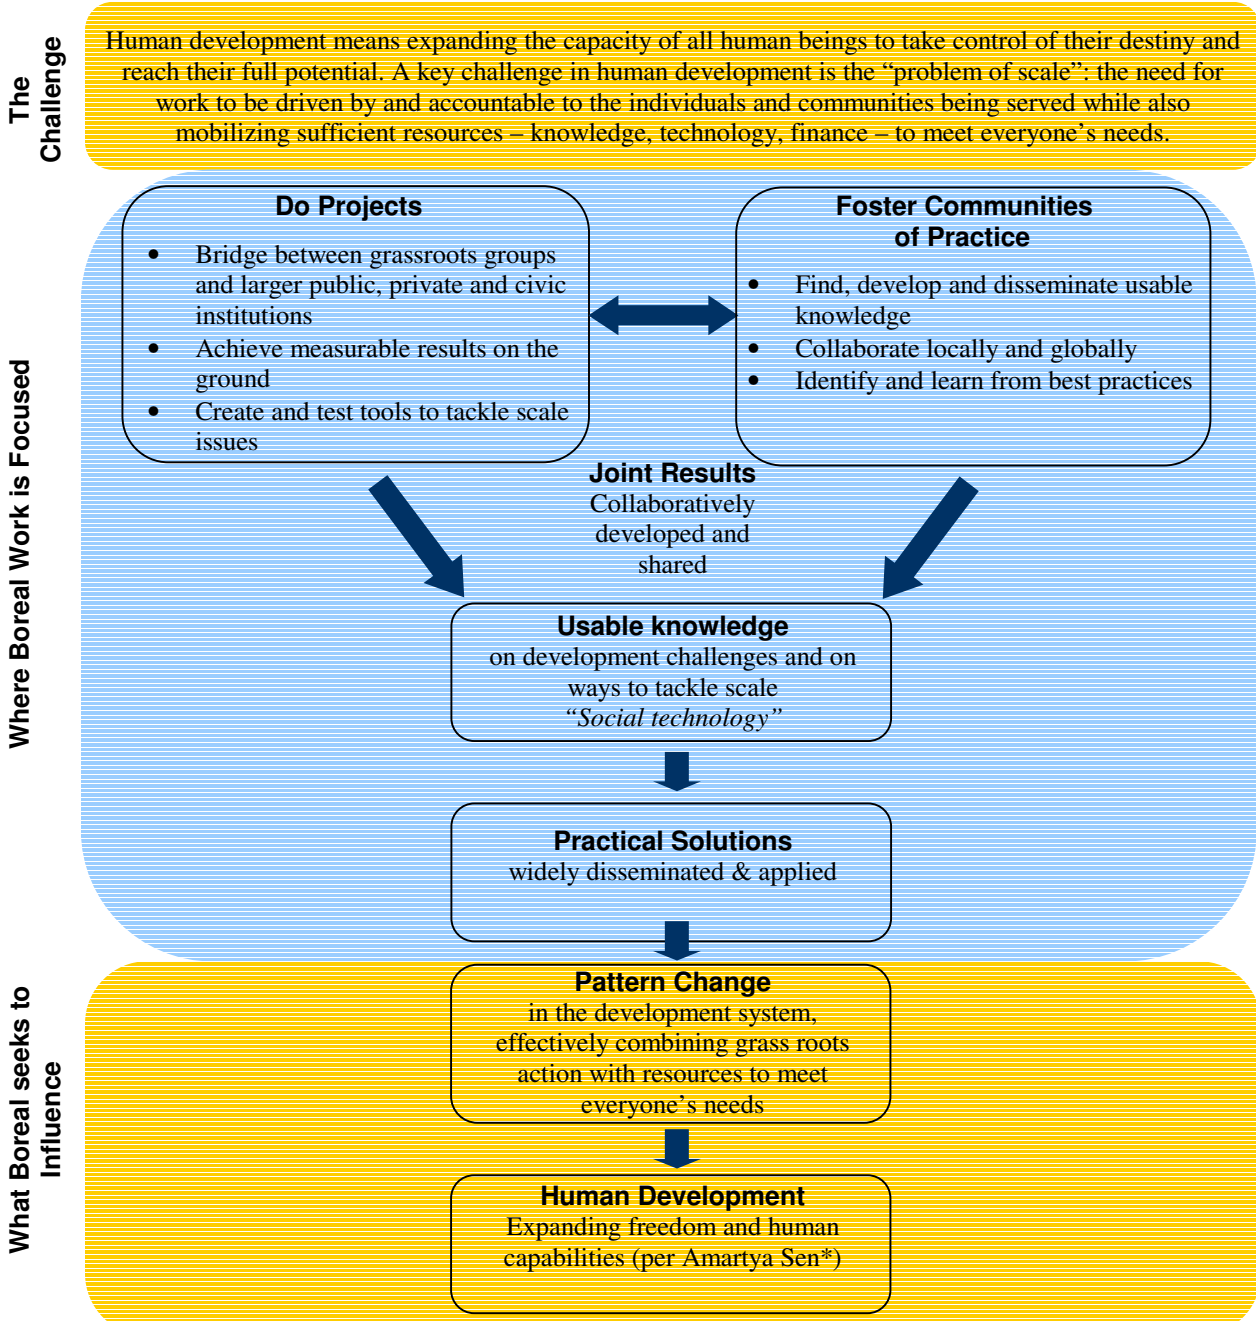 The
Challenge
Human development means expanding the capacity of all human beings to take control of their destiny and
reach their full potential. A key challenge in human development is the “problem of scale”: the need for
work to be driven by and accountable to the individuals and communities being served while also
mobilizing sufficient resources – knowledge, technology, finance – to meet everyone’s needs.
Where Boreal Work is Focused
Do Projects
• Bridge between grassroots groups
and larger public, private and civic
institutions
• Achieve measurable results on the
ground
• Create and test tools to tackle scale
issues
Foster Communities
of Practice
• Find, develop and disseminate usable
knowledge
• Collaborate locally and globally
• Identify and learn from best practices
Joint Results
Collaboratively
developed and
shared
Usable knowledge
on development challenges and on
ways to tackle scale
“Social technology”
Practical Solutions
widely disseminated & applied
What Boreal seeks to
Influence
Pattern Change
in the development system,
effectively combining grass roots
action with resources to meet
everyone’s needs
Human Development
Expanding freedom and human
capabilities (per Amartya Sen*)